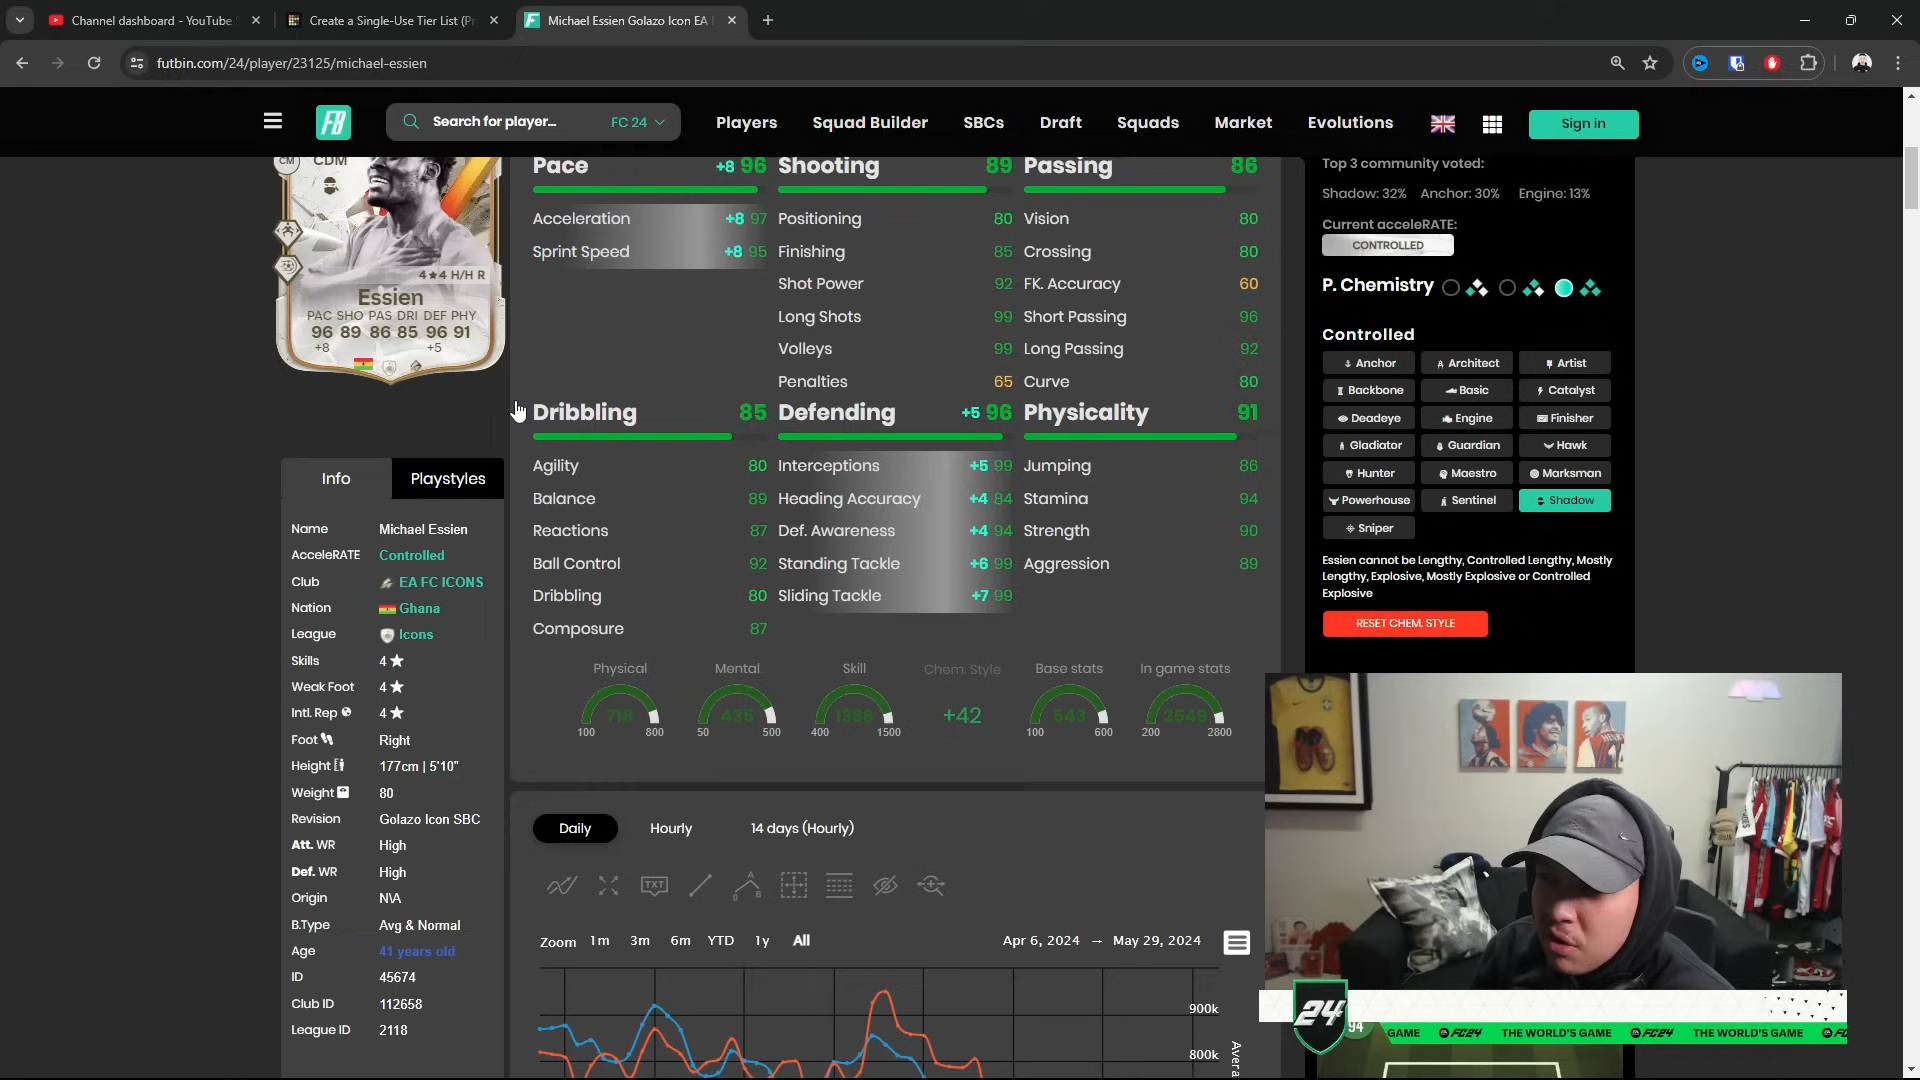 Channel dashboard - YouTube
Create a Single-Use Tier List (P
Michael Essien Golazo Icon EA
futbin.com/24/player/23125/michael-essien
Search for player... FC 24
Players Squad Builder SBCs Draft Squads Market Evolutions
Sign in
CM
CDM
4★4 H/H R
Essien
PAC SHO PAS DRI DEF PHY
96 89 86 85 96 91
+8 +5
Pace +8 96
Acceleration +8 97
Sprint Speed +8 95
Shooting 89
Positioning 80
Finishing 85
Shot Power 92
Long Shots 99
Volleys 99
Penalties 65
Passing 86
Vision 80
Crossing 80
FK. Accuracy 60
Short Passing 96
Long Passing 92
Curve 80
Dribbling 85
Agility 80
Balance 89
Reactions 87
Ball Control 92
Dribbling 80
Composure 87
Defending +5 96
Interceptions +5 99
Heading Accuracy +4 84
Def. Awareness +4 94
Standing Tackle +6 99
Sliding Tackle +7 99
Physicality 91
Jumping 86
Stamina 94
Strength 90
Aggression 89
Physical Mental Skill Chem. Style Base stats In game stats
718 435 1396 +42 543 2549
100 800 50 500 400 1500 100 600 200 2800
Top 3 community voted:
Shadow: 32% Anchor: 30% Engine: 13%
Current acceleRATE:
CONTROLLED
P. Chemistry
Controlled
Anchor Architect Artist
Backbone Basic Catalyst
Deadeye Engine Finisher
Gladiator Guardian Hawk
Hunter Maestro Marksman
Powerhouse Sentinel Shadow
Sniper
Essien cannot be Lengthy, Controlled Lengthy, Mostly
Lengthy, Explosive, Mostly Explosive or Controlled
Explosive
RESET CHEM. STYLE
Info Playstyles
Name Michael Essien
AcceleRATE Controlled
Club EA FC ICONS
Nation Ghana
League Icons
Skills 4 ★
Weak Foot 4 ★
Intl. Rep 4 ★
Foot Right
Height 177cm | 5'10"
Weight 80
Revision Golazo Icon SBC
Att. WR High
Def. WR High
Origin N\A
B.Type Avg & Normal
Age 41 years old
ID 45674
Club ID 112658
League ID 2118
Daily Hourly 14 days (Hourly)
TXT
A
B
Zoom 1m 3m 6m YTD 1y All
Apr 6, 2024 → May 29, 2024
900k
800k
Avera
HENRY
24
94
GAME FC24 THE WORLD'S GAME FC24 THE WORLD'S GAME